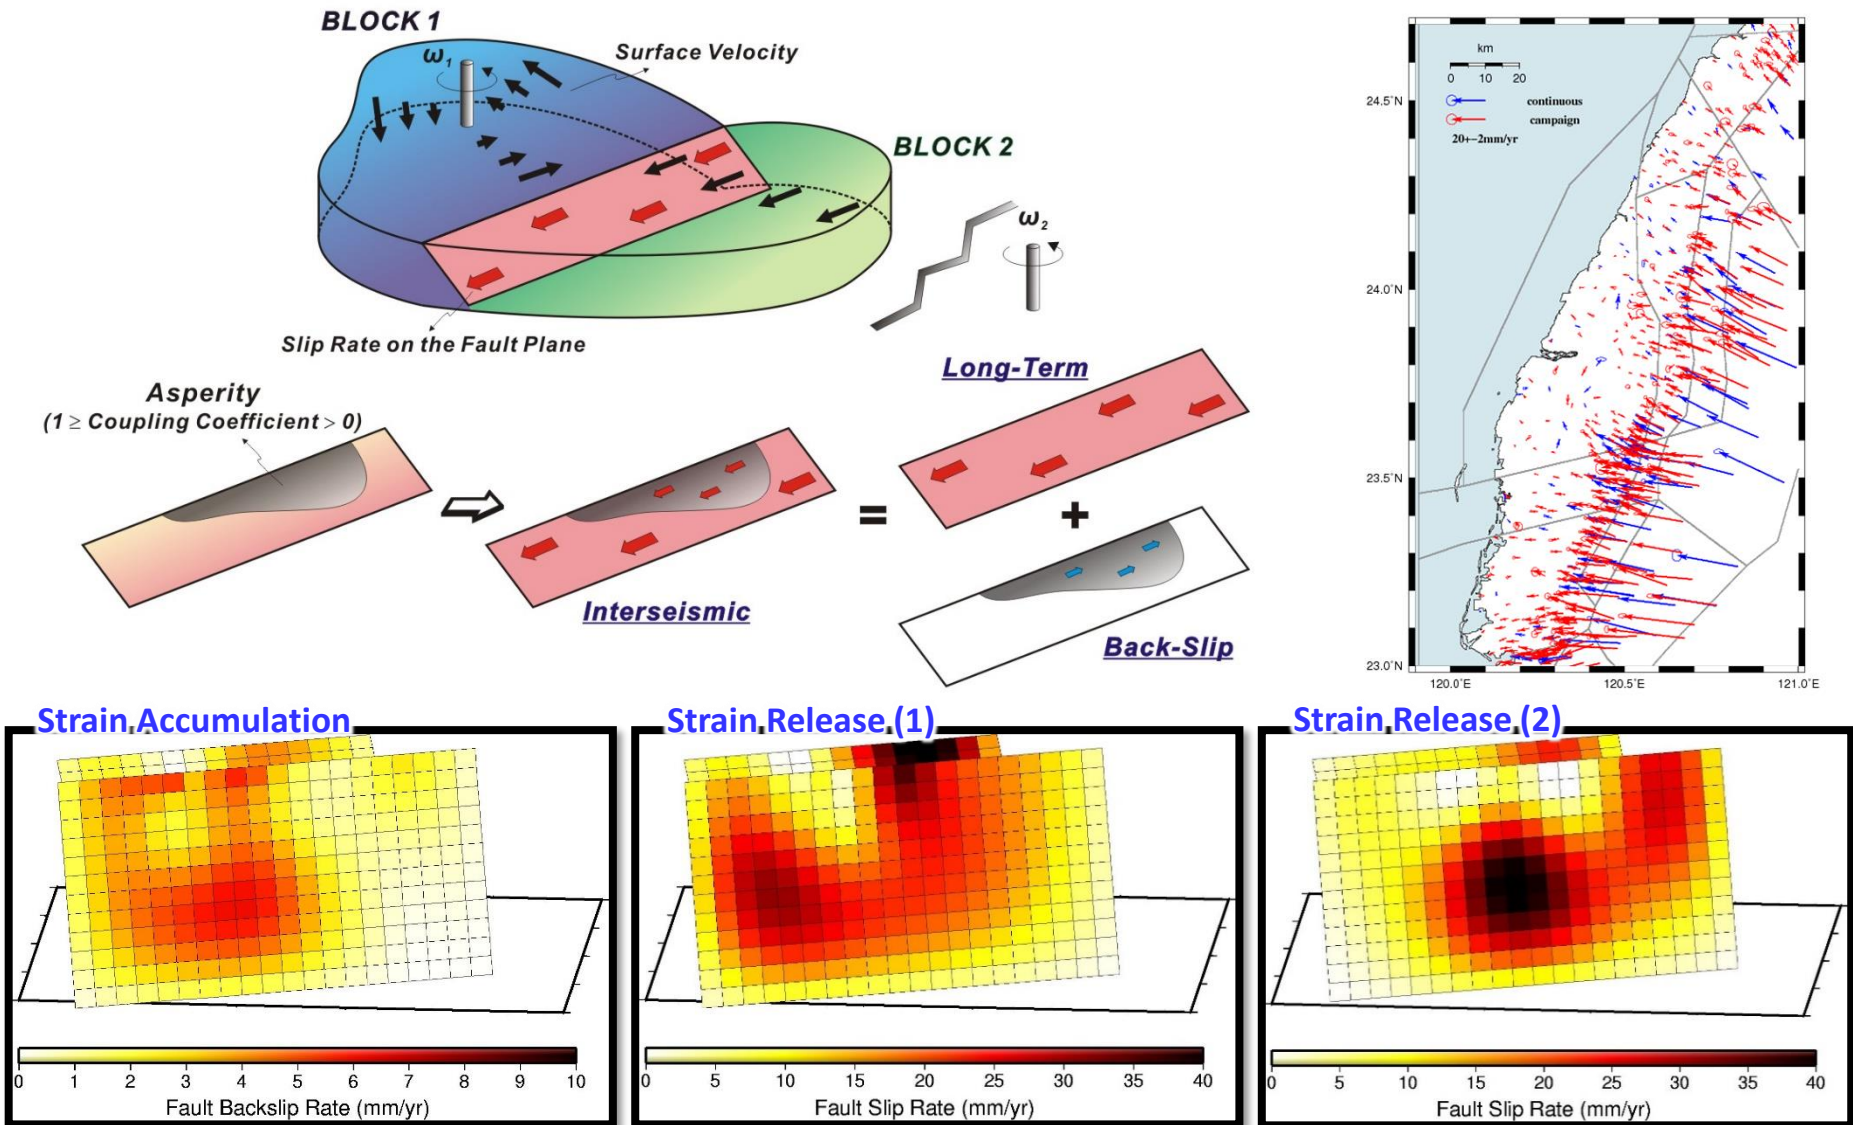 BLOCK 1
ω1
Surface Velocity
BLOCK 2
ω2
Slip Rate on the Fault Plane
Asperity
(1 ≥ Coupling Coefficient > 0)
Long-Term
=
+
Interseismic
Back-Slip
km
0 10 20
continuous
campaign
20+−2mm/yr
24.5°N
24.0°N
23.5°N
23.0°N
120.0°E 120.5°E 121.0°E
Strain Accumulation
0 1 2 3 4 5 6 7 8 9 10
Fault Backslip Rate (mm/yr)
Strain Release (1)
0 5 10 15 20 25 30 35 40
Fault Slip Rate (mm/yr)
Strain Release (2)
0 5 10 15 20 25 30 35 40
Fault Slip Rate (mm/yr)